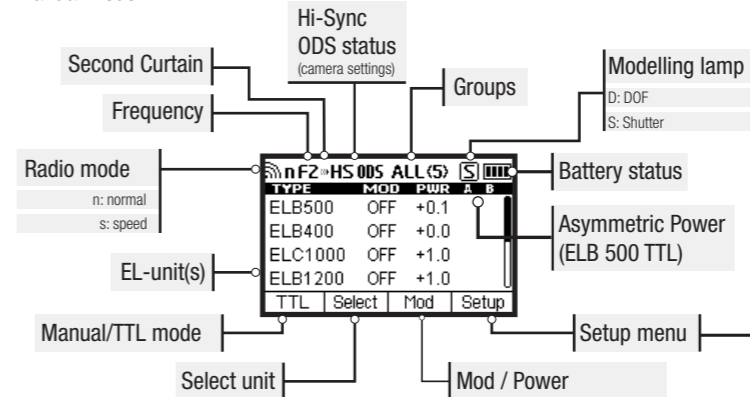 Hi-Sync
ODS status
(camera settings)
Second Curtain
Frequency
Groups
Modelling lamp
D: DOF
S: Shutter
Radio mode
n: normal
s: speed
Battery status
Asymmetric Power
(ELB 500 TTL)
EL-unit(s)
n F2 HS ODS ALL (5) S
TYPE MOD PWR A B
ELB500 OFF +0.1
ELB400 OFF +0.0
ELC1000 OFF +1.0
ELB1200 OFF +1.0
TTL Select Mod Setup
Manual/TTL mode
Setup menu
Select unit
Mod / Power